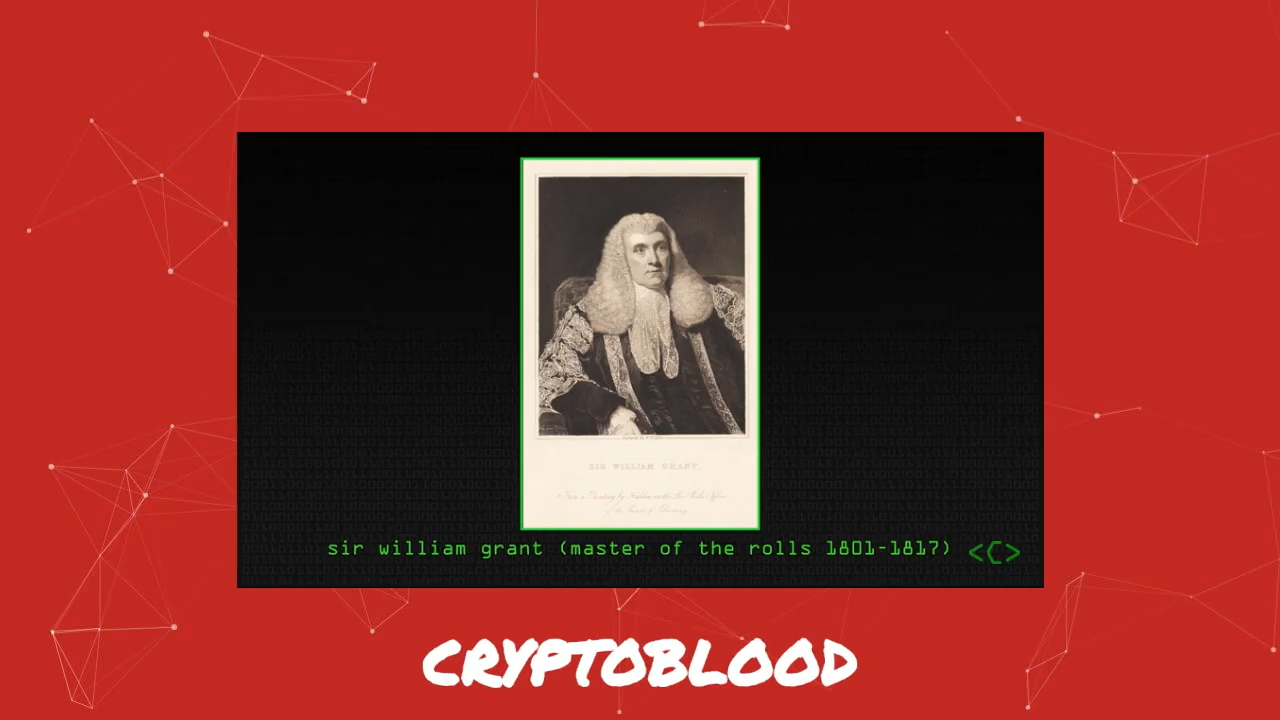 SIR WILLIAM GRANT.
sir william grant (master of the rolls 1801-1817)
<C>
CRYPTOBLOOD